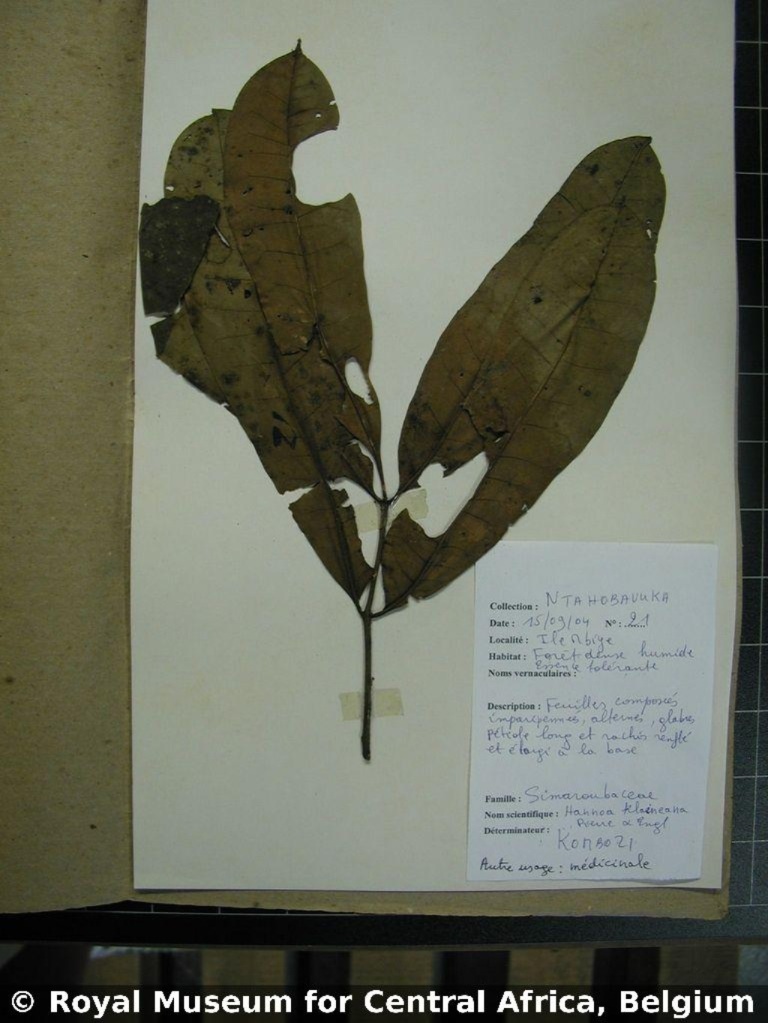 Collection : NTAHOBAVUKA
Date : 15/09/04 N° : 21
Localité : Ile Mbiye
Habitat : Forêt dense humide
Essence tolérante
Noms vernaculaires :
Description : Feuilles composées
imparipennés, alternes, glabres
Pétiole long et rachis renflé
et élargi à la base
Famille : Simaroubaceae
Nom scientifique : Hannoa klaineana
Pierre & Engl
Déterminateur : KOMBOZI
Autre usage : médicinale
© Royal Museum for Central Africa, Belgium